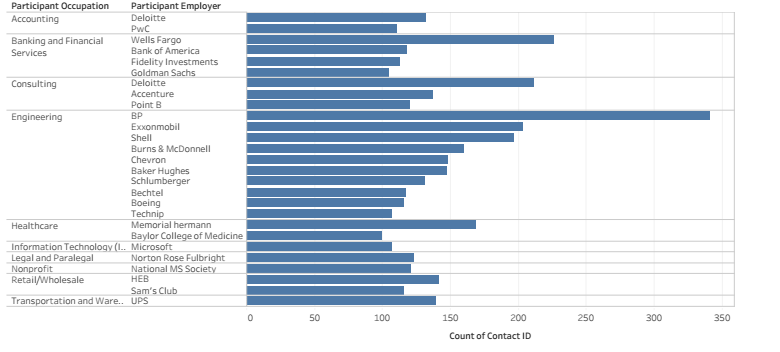 Participant Occupation Participant Employer
Accounting Deloitte
PwC
Banking and Financial Services Wells Fargo
Bank of America
Fidelity Investments
Goldman Sachs
Consulting Deloitte
Accenture
Point B
Engineering BP
Exxonmobil
Shell
Burns & McDonnell
Chevron
Baker Hughes
Schlumberger
Bechtel
Boeing
Technip
Healthcare Memorial hermann
Baylor College of Medicine
Information Technology (I.. Microsoft
Legal and Paralegal Norton Rose Fulbright
Nonprofit National MS Society
Retail/Wholesale HEB
Sam's Club
Transportation and Ware.. UPS
0 50 100 150 200 250 300 350
Count of Contact ID